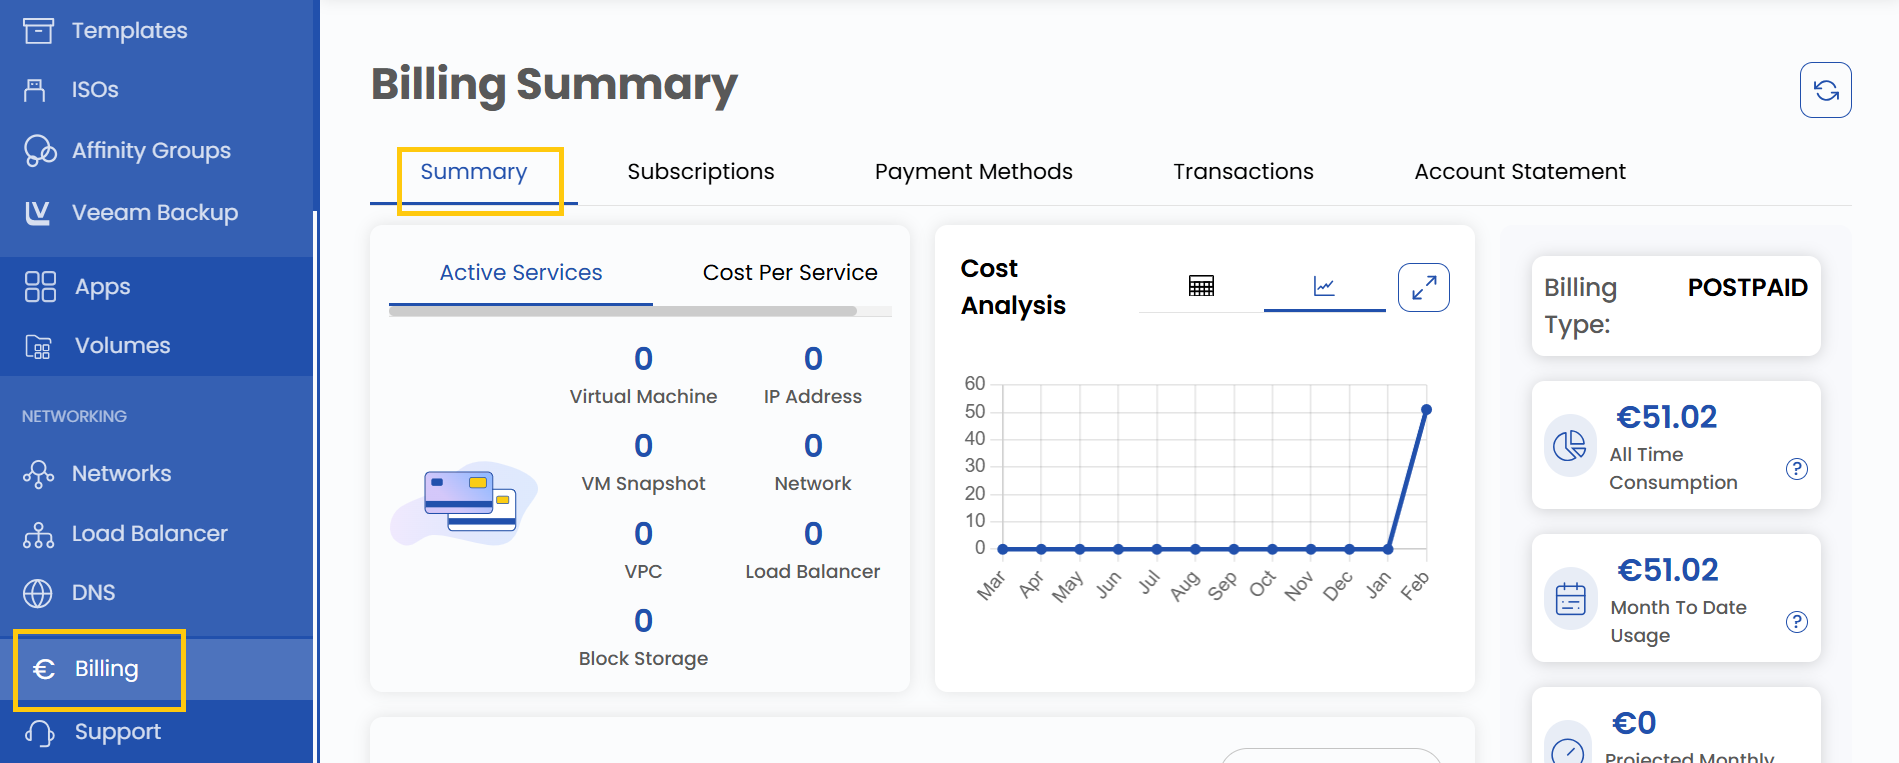 Templates
ISOs
Affinity Groups
Veeam Backup
Apps
Volumes
NETWORKING
Networks
Load Balancer
DNS
€ Billing
Support
Billing Summary
Summary Subscriptions Payment Methods Transactions Account Statement
Active Services Cost Per Service
0 0
Virtual Machine IP Address
0 0
VM Snapshot Network
0 0
VPC Load Balancer
0
Block Storage
Cost
Analysis
60
50
40
30
20
10
0
Mar Apr May Jun Jul Aug Sep Oct Nov Dec Jan Feb
Billing POSTPAID
Type:
€51.02
All Time
Consumption ?
€51.02
Month To Date
Usage ?
€0
Projected Monthly